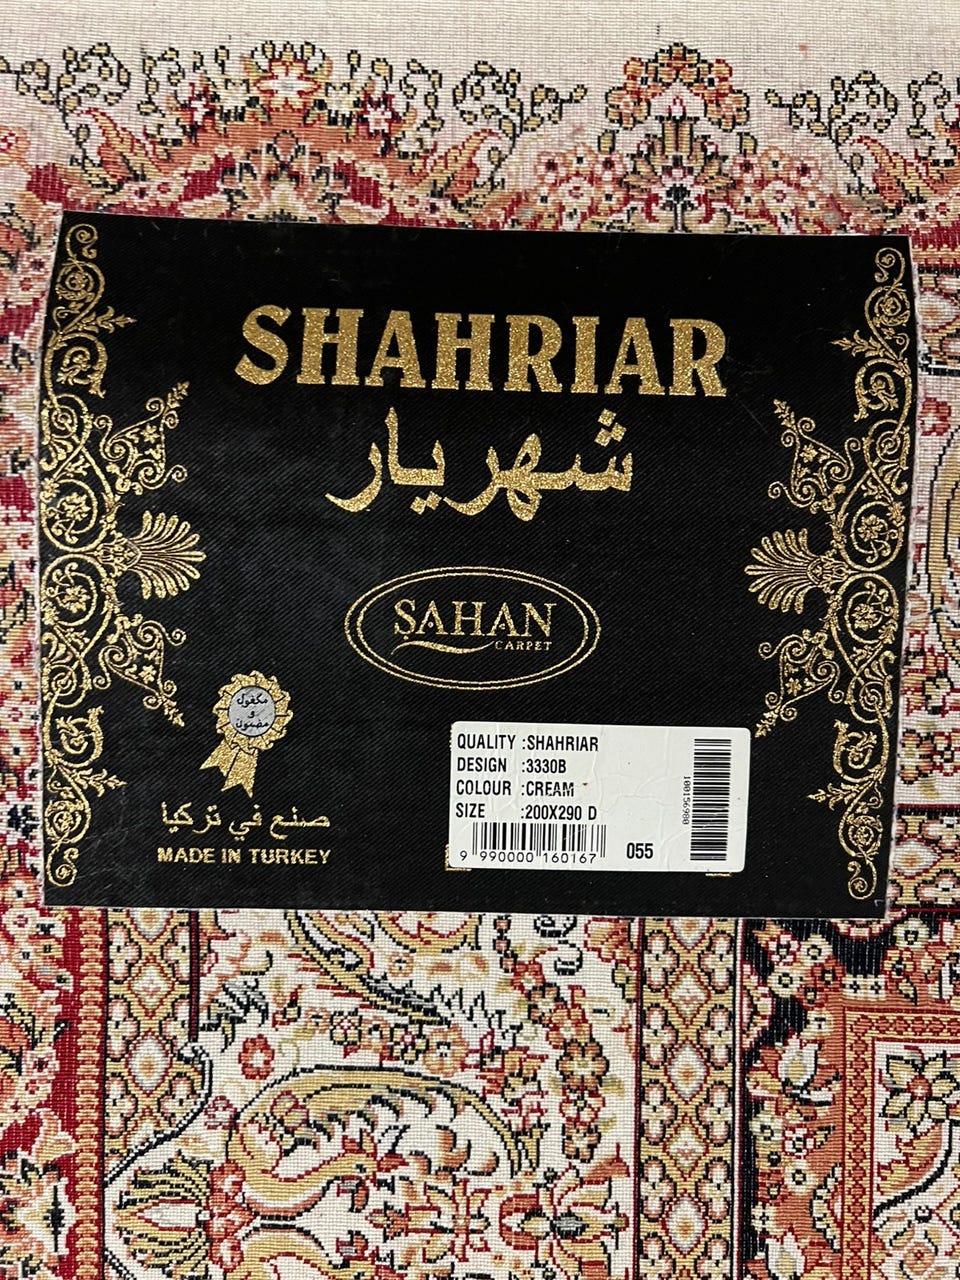 SHAHRIAR
شهريار
SAHAN
CARPET
مكفول
و
مضمون
صنع في تركيا
MADE IN TURKEY
QUALITY :SHAHRIAR
DESIGN :3330B
COLOUR :CREAM
SIZE :200X290 D
9 990000 160167
055
100156980